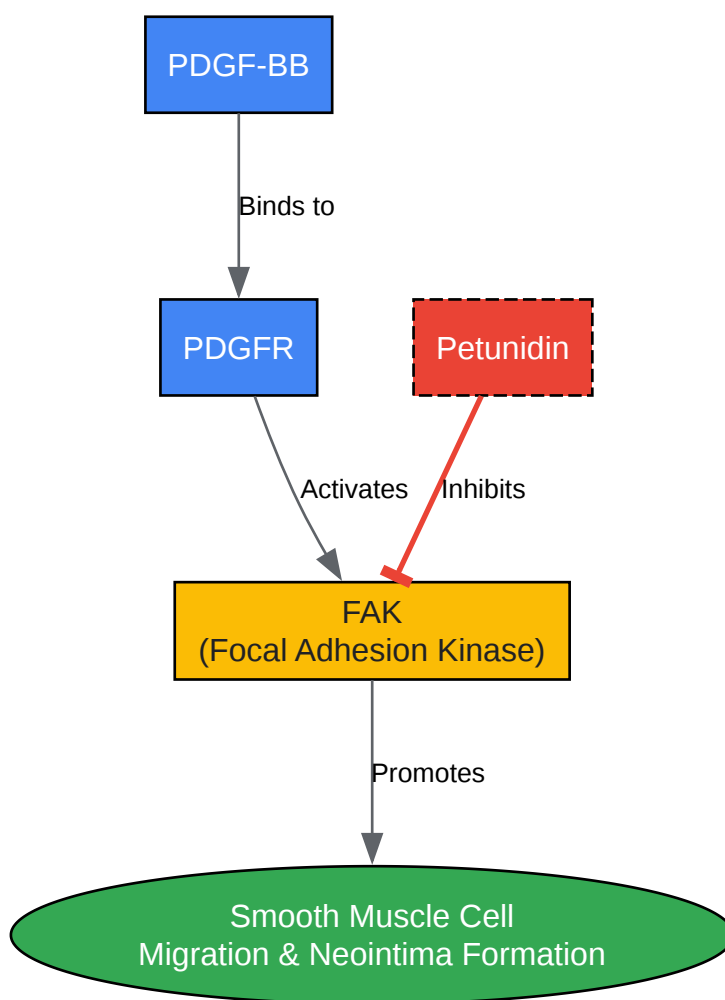 PDGF-BB
Binds to
PDGFR
Petunidin
Activates
Inhibits
FAK
(Focal Adhesion Kinase)
Promotes
Smooth Muscle Cell
Migration & Neointima Formation